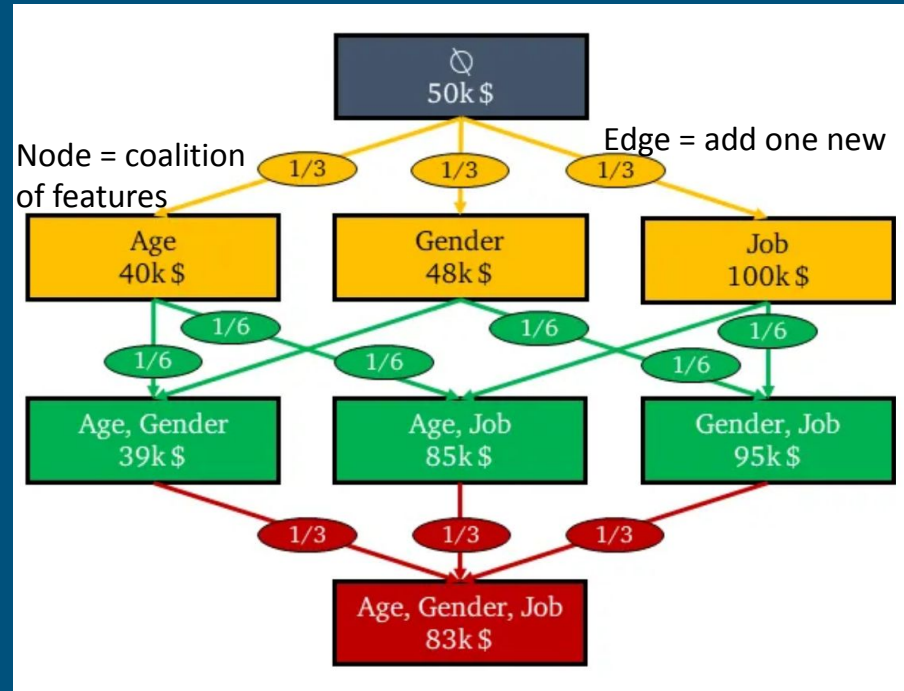 ∅
50k $
Node = coalition
of features
Edge = add one new
1/3
1/3
1/3
Age
40k $
Gender
48k $
Job
100k $
1/6
1/6
1/6
1/6
1/6
1/6
Age, Gender
39k $
Age, Job
85k $
Gender, Job
95k $
1/3
1/3
1/3
Age, Gender, Job
83k $